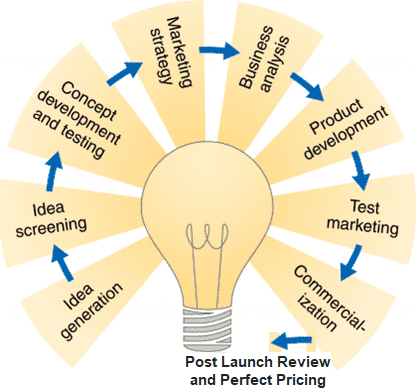 Idea
generation
Idea
screening
Concept
development
and testing
Marketing
strategy
Business
analysis
Product
development
Test
marketing
Commercial-
ization
Post Launch Review
and Perfect Pricing